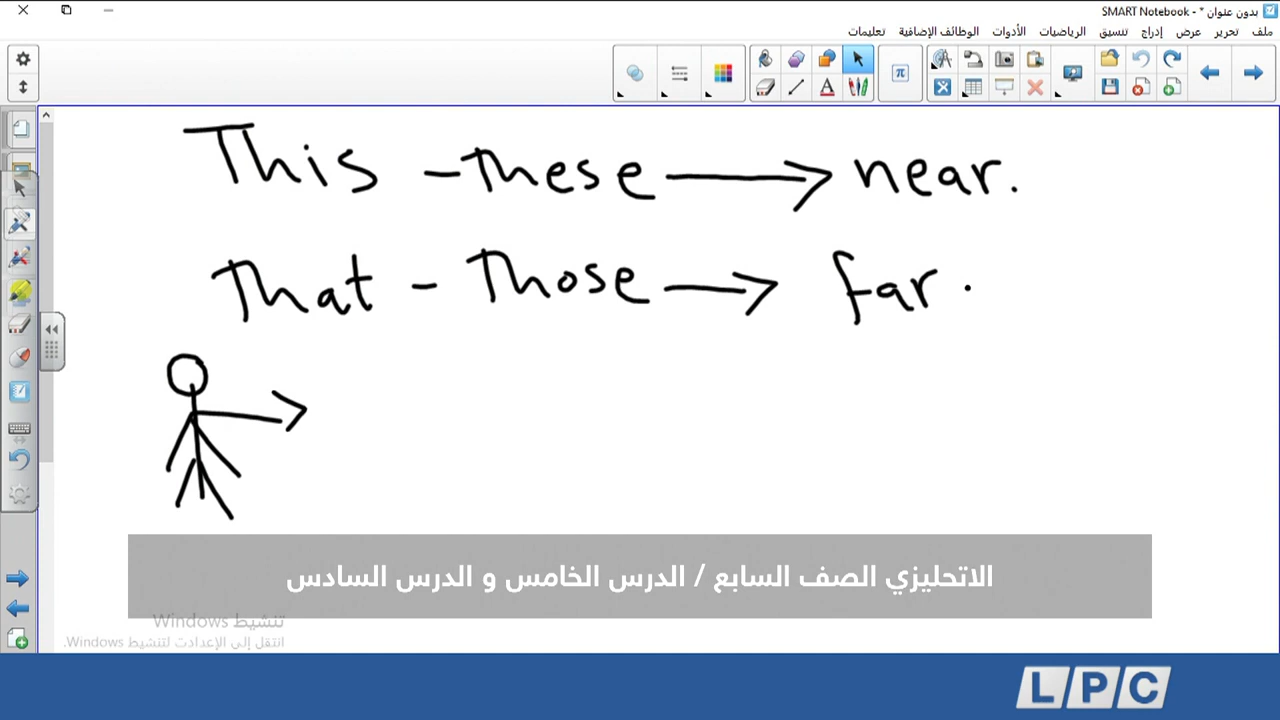 بدون عنوان * - SMART Notebook
ملف تحرير عرض إدراج تنسيق الرياضيات الأدوات الوظائف الإضافية تعليمات
π
A
This - these → near.
That - Those → far.
الاتحليزي الصف السابع / الدرس الخامس و الدرس السادس
تنشيط Windows
انتقل إلى الإعدادت لتنشيط Windows.
LPC